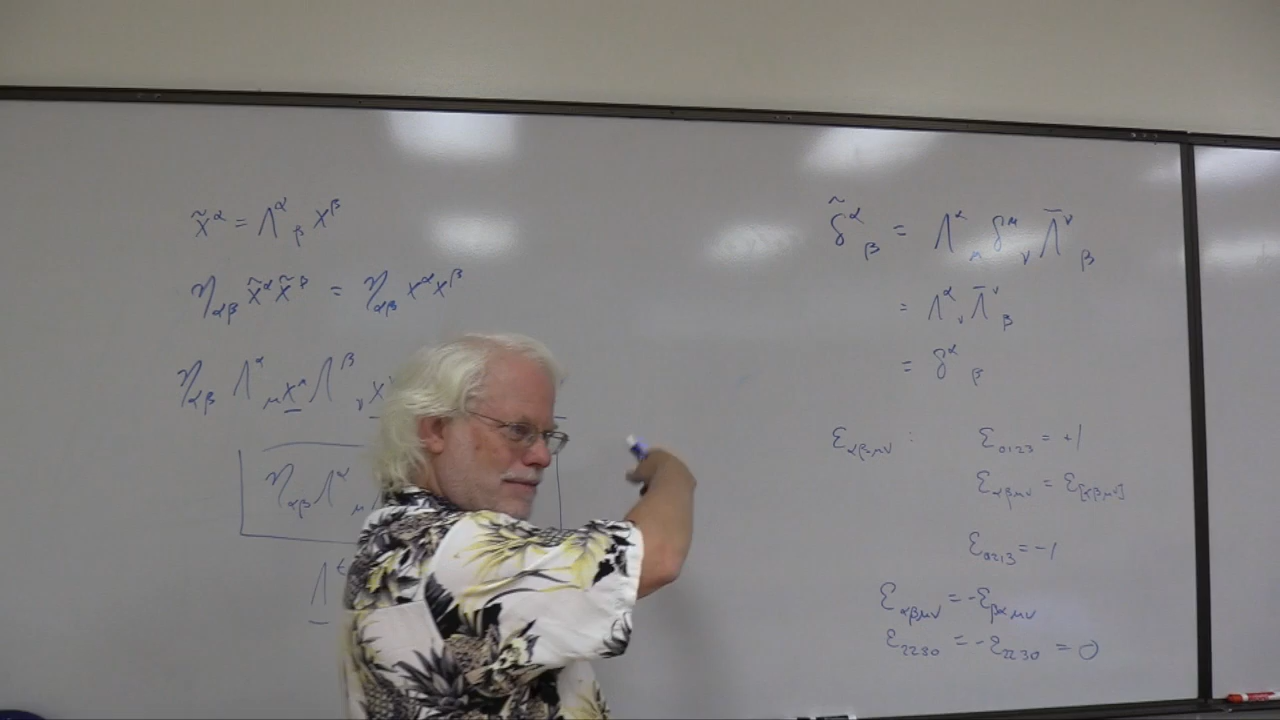 x̃^α = Λ^α_β x^β
η_αβ x̃^α x̃^β = η_αβ x^α x^β
η_αβ Λ^α_μ x^μ Λ^β_ν x
η_αβ Λ^α_μ
Λ
δ̃^α_β = Λ^α_μ δ^μ_ν Λ̄^ν_β
= Λ^α_ν Λ̄^ν_β
= δ^α_β
ε_αβμν : ε_0123 = +1
ε_αβμν = ε_[αβμν]
ε_0213 = -1
ε_αβμν = -ε_βαμν
ε_2230 = -ε_2230 = 0